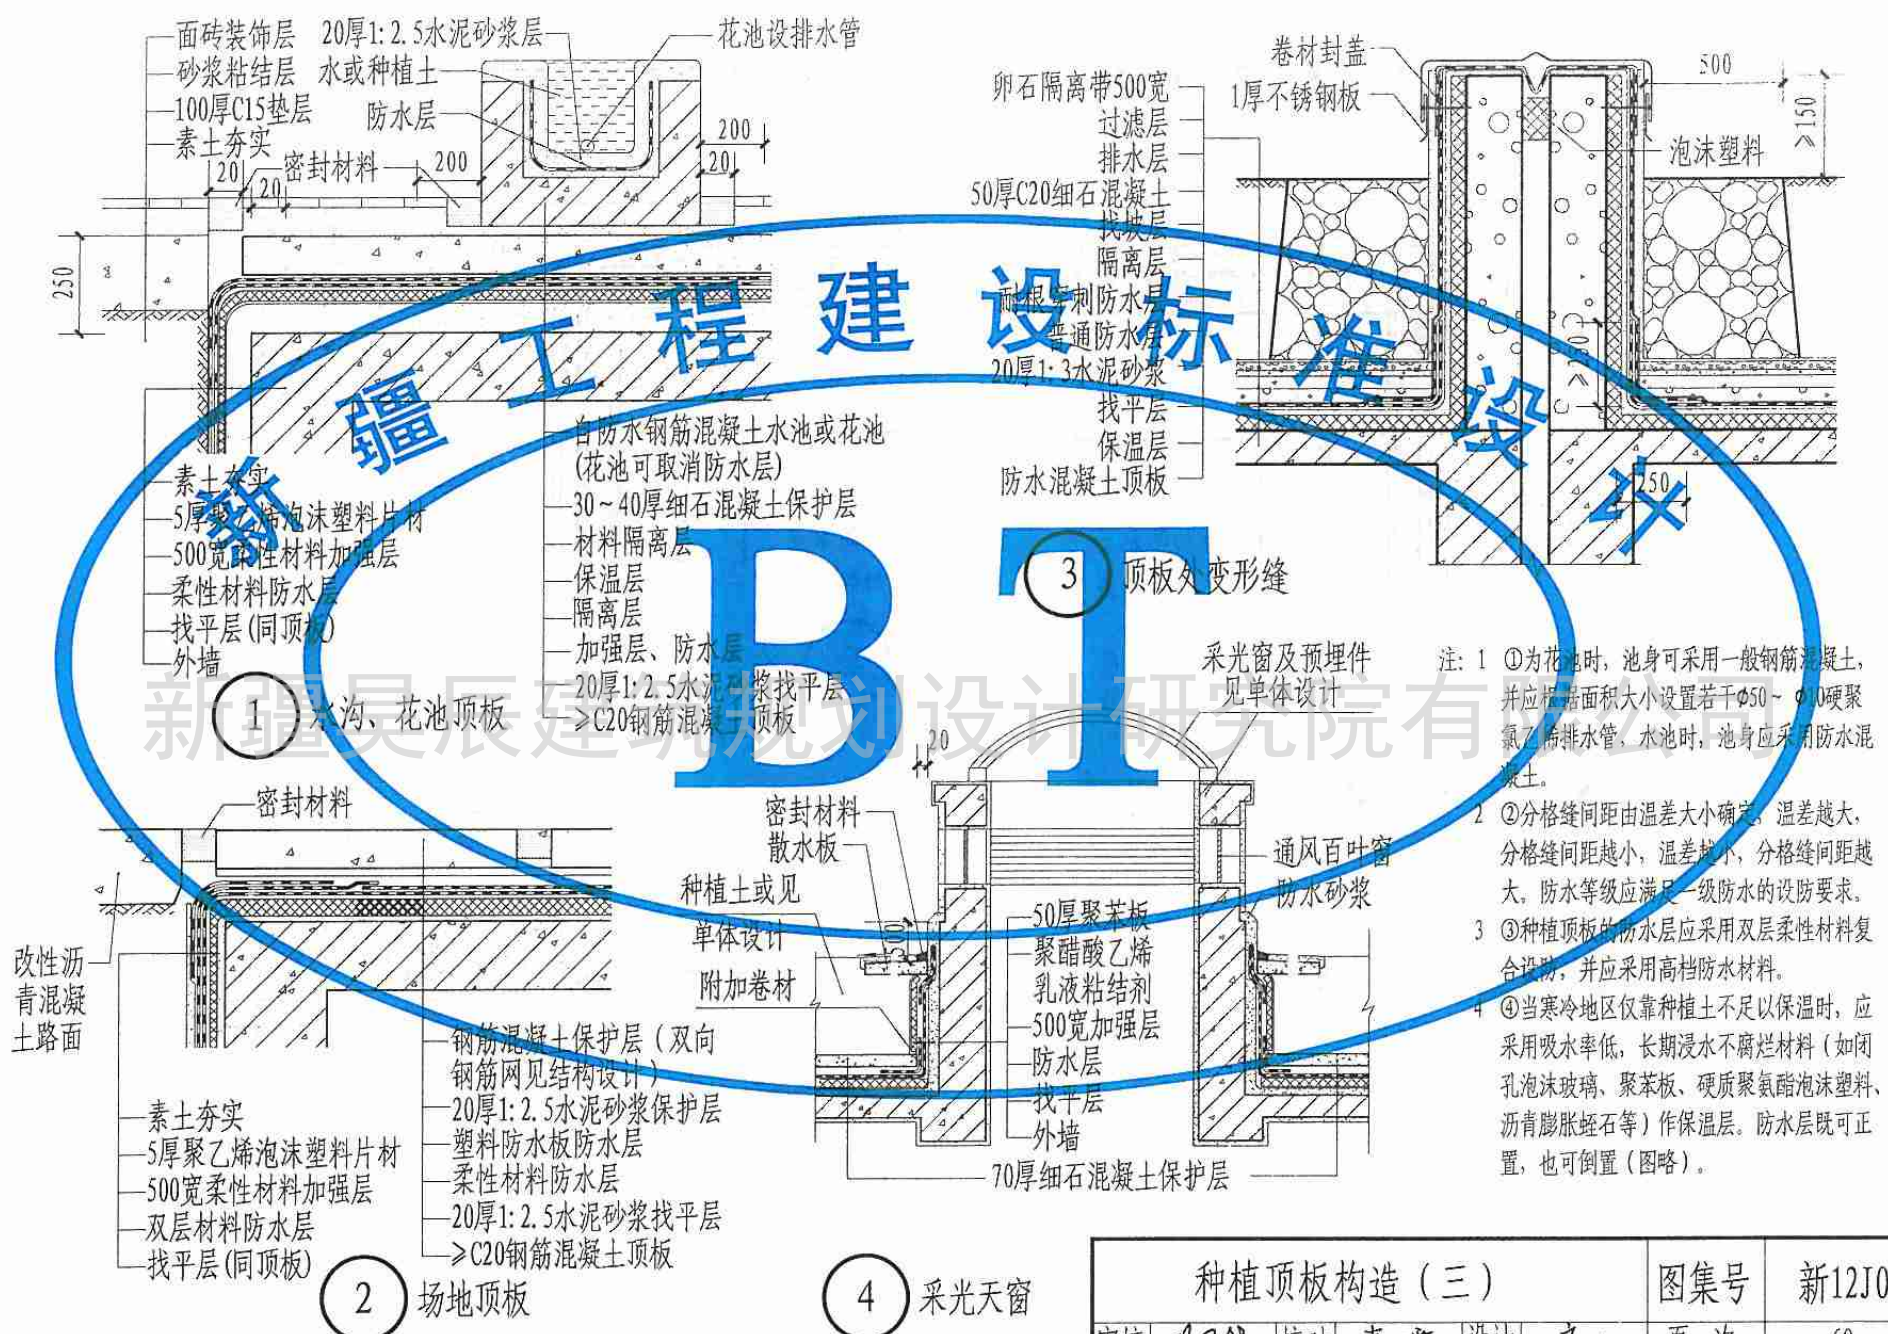 面砖装饰层
砂浆粘结层
100厚C15垫层
素土夯实
20厚1:2.5水泥砂浆层
水或种植土
防水层
花池设排水管
密封材料
20
20
200
200
20
250
素土夯实
5厚聚乙烯泡沫塑料片材
500宽柔性材料加强层
柔性材料防水层
找平层(同顶板)
外墙
自防水钢筋混凝土水池或花池
(花池可取消防水层)
30~40厚细石混凝土保护层
材料隔离层
保温层
隔离层
加强层、防水层
20厚1:2.5水泥砂浆找平层
≥C20钢筋混凝土顶板
1 水沟、花池顶板
卵石隔离带500宽
过滤层
排水层
50厚C20细石混凝土
找坡层
隔离层
耐根穿刺防水层
普通防水层
20厚1:3水泥砂浆
找平层
保温层
防水混凝土顶板
卷材封盖
1厚不锈钢板
泡沫塑料
500
≥150
≥250
250
3 顶板处变形缝
新疆工程建设标准设计
BT
新疆昊辰建筑规划设计研究院有限公司
密封材料
改性沥
青混凝
土路面
素土夯实
5厚聚乙烯泡沫塑料片材
500宽柔性材料加强层
双层材料防水层
找平层(同顶板)
钢筋混凝土保护层(双向
钢筋网见结构设计)
20厚1:2.5水泥砂浆保护层
塑料防水板防水层
柔性材料防水层
20厚1:2.5水泥砂浆找平层
≥C20钢筋混凝土顶板
2 场地顶板
采光窗及预埋件
见单体设计
20
密封材料
散水板
种植土或见
单体设计
附加卷材
500
通风百叶窗
防水砂浆
50厚聚苯板
聚醋酸乙烯
乳液粘结剂
500宽加强层
防水层
找平层
外墙
70厚细石混凝土保护层
4 采光天窗
注: 1 ①为花池时, 池身可采用一般钢筋混凝土,
并应根据面积大小设置若干φ50~ φ10硬聚
氯乙烯排水管, 水池时, 池身应采用防水混
凝土。
2 ②分格缝间距由温差大小确定, 温差越大,
分格缝间距越小, 温差越小, 分格缝间距越
大。防水等级应满足一级防水的设防要求。
3 ③种植顶板的防水层应采用双层柔性材料复
合设防, 并应采用高档防水材料。
4 ④当寒冷地区仅靠种植土不足以保温时, 应
采用吸水率低, 长期浸水不腐烂材料(如闭
孔泡沫玻璃、聚苯板、硬质聚氨酯泡沫塑料、
沥青膨胀蛭石等)作保温层。防水层既可正
置, 也可倒置(图略)。
种植顶板构造(三)
图集号
新12J0